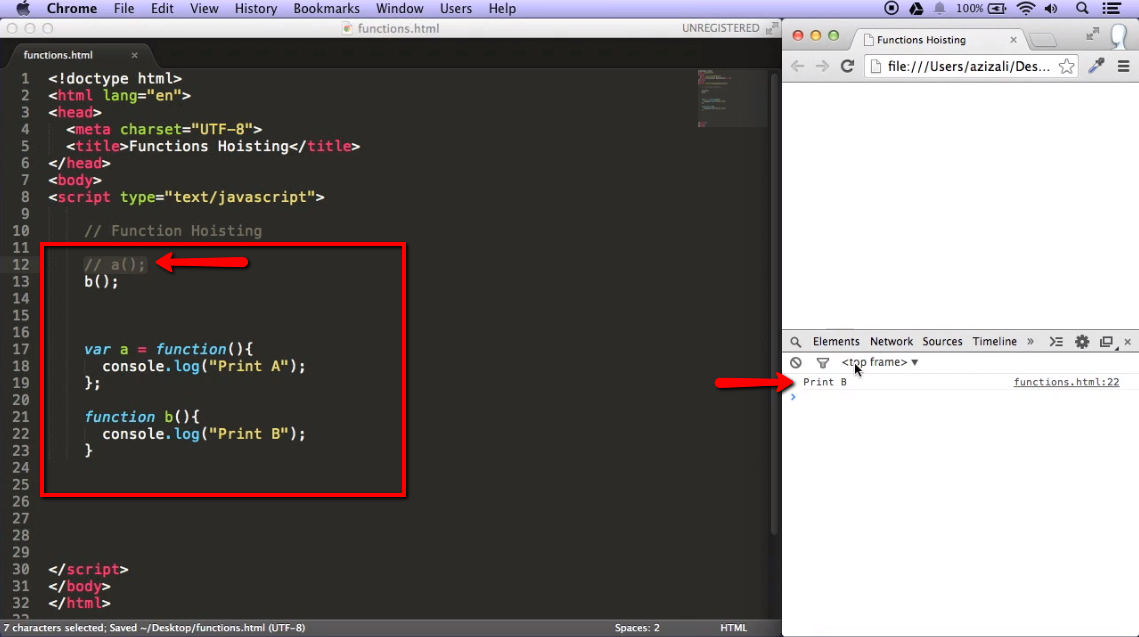 Chrome File Edit View History Bookmarks Window Users Help 100%
functions.html UNREGISTERED
functions.html ×
1 <!doctype html>
2 <html lang="en">
3 <head>
4 <meta charset="UTF-8">
5 <title>Functions Hoisting</title>
6 </head>
7 <body>
8 <script type="text/javascript">
9
10 // Function Hoisting
11
12 // a();
13 b();
14
15
16
17 var a = function(){
18 console.log("Print A");
19 };
20
21 function b(){
22 console.log("Print B");
23 }
24
25
26
27
28
29
30 </script>
31 </body>
32 </html>
7 characters selected; Saved ~/Desktop/functions.html (UTF-8) Spaces: 2 HTML
Functions Hoisting ×
file:///Users/azizali/Des...
Elements Network Sources Timeline » ×
<top frame> ▼
Print B functions.html:22
>